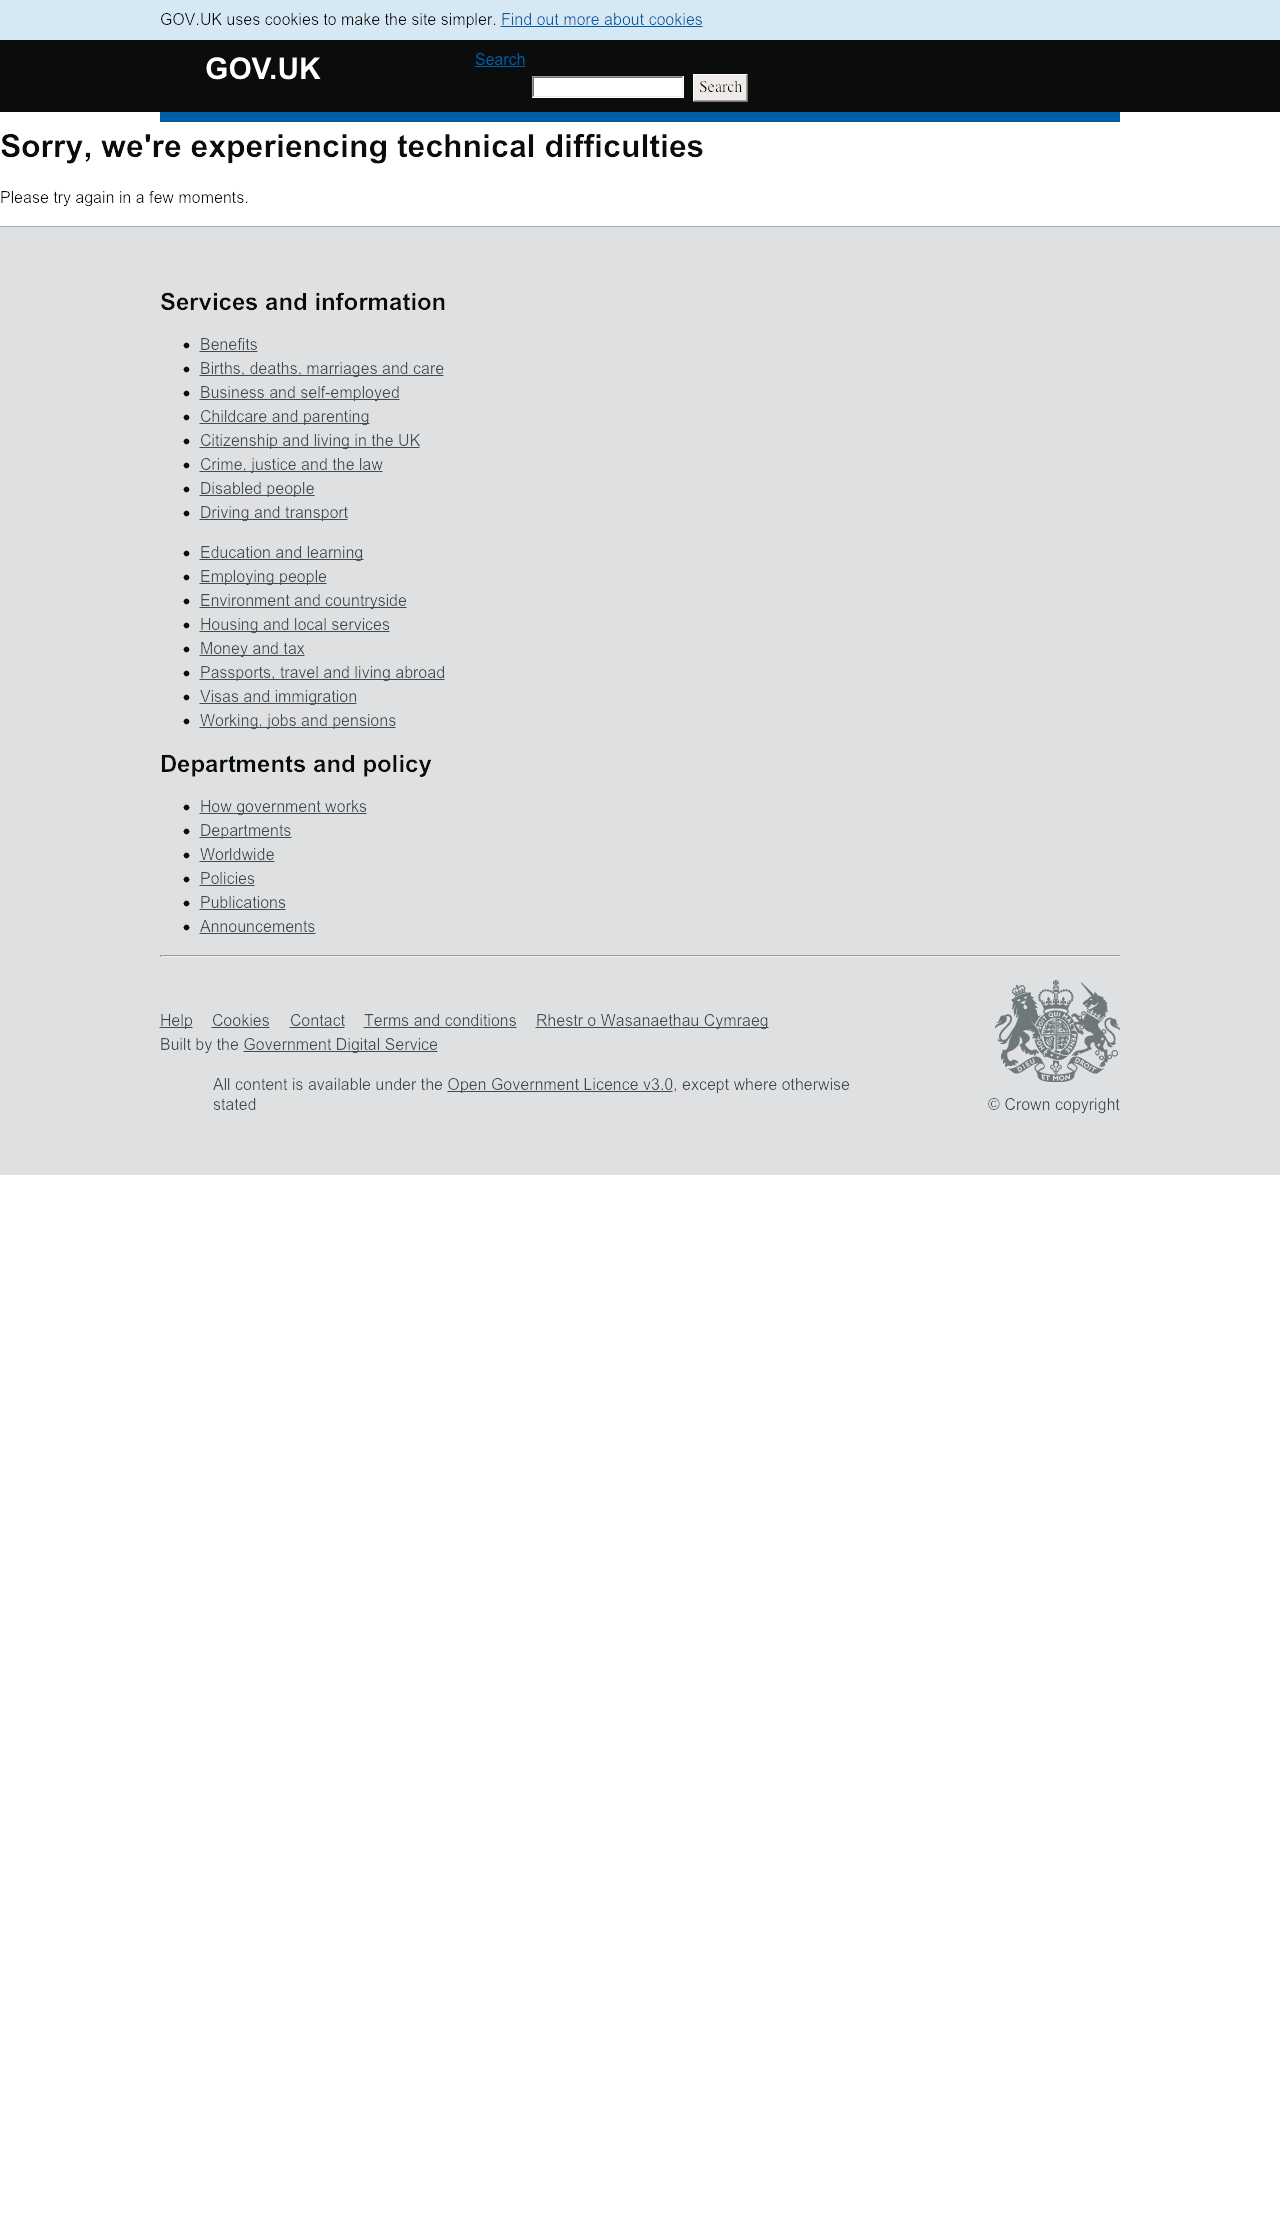 GOV.UK uses cookies to make the site simpler. Find out more about cookies
GOV.UK
Search
Search
Sorry, we're experiencing technical difficulties
Please try again in a few moments.
Services and information
Benefits
Births, deaths, marriages and care
Business and self-employed
Childcare and parenting
Citizenship and living in the UK
Crime, justice and the law
Disabled people
Driving and transport
Education and learning
Employing people
Environment and countryside
Housing and local services
Money and tax
Passports, travel and living abroad
Visas and immigration
Working, jobs and pensions
Departments and policy
How government works
Departments
Worldwide
Policies
Publications
Announcements
Help Cookies Contact Terms and conditions Rhestr o Wasanaethau Cymraeg
Built by the Government Digital Service
All content is available under the Open Government Licence v3.0, except where otherwise
stated
DIEU ET MON DROIT
© Crown copyright